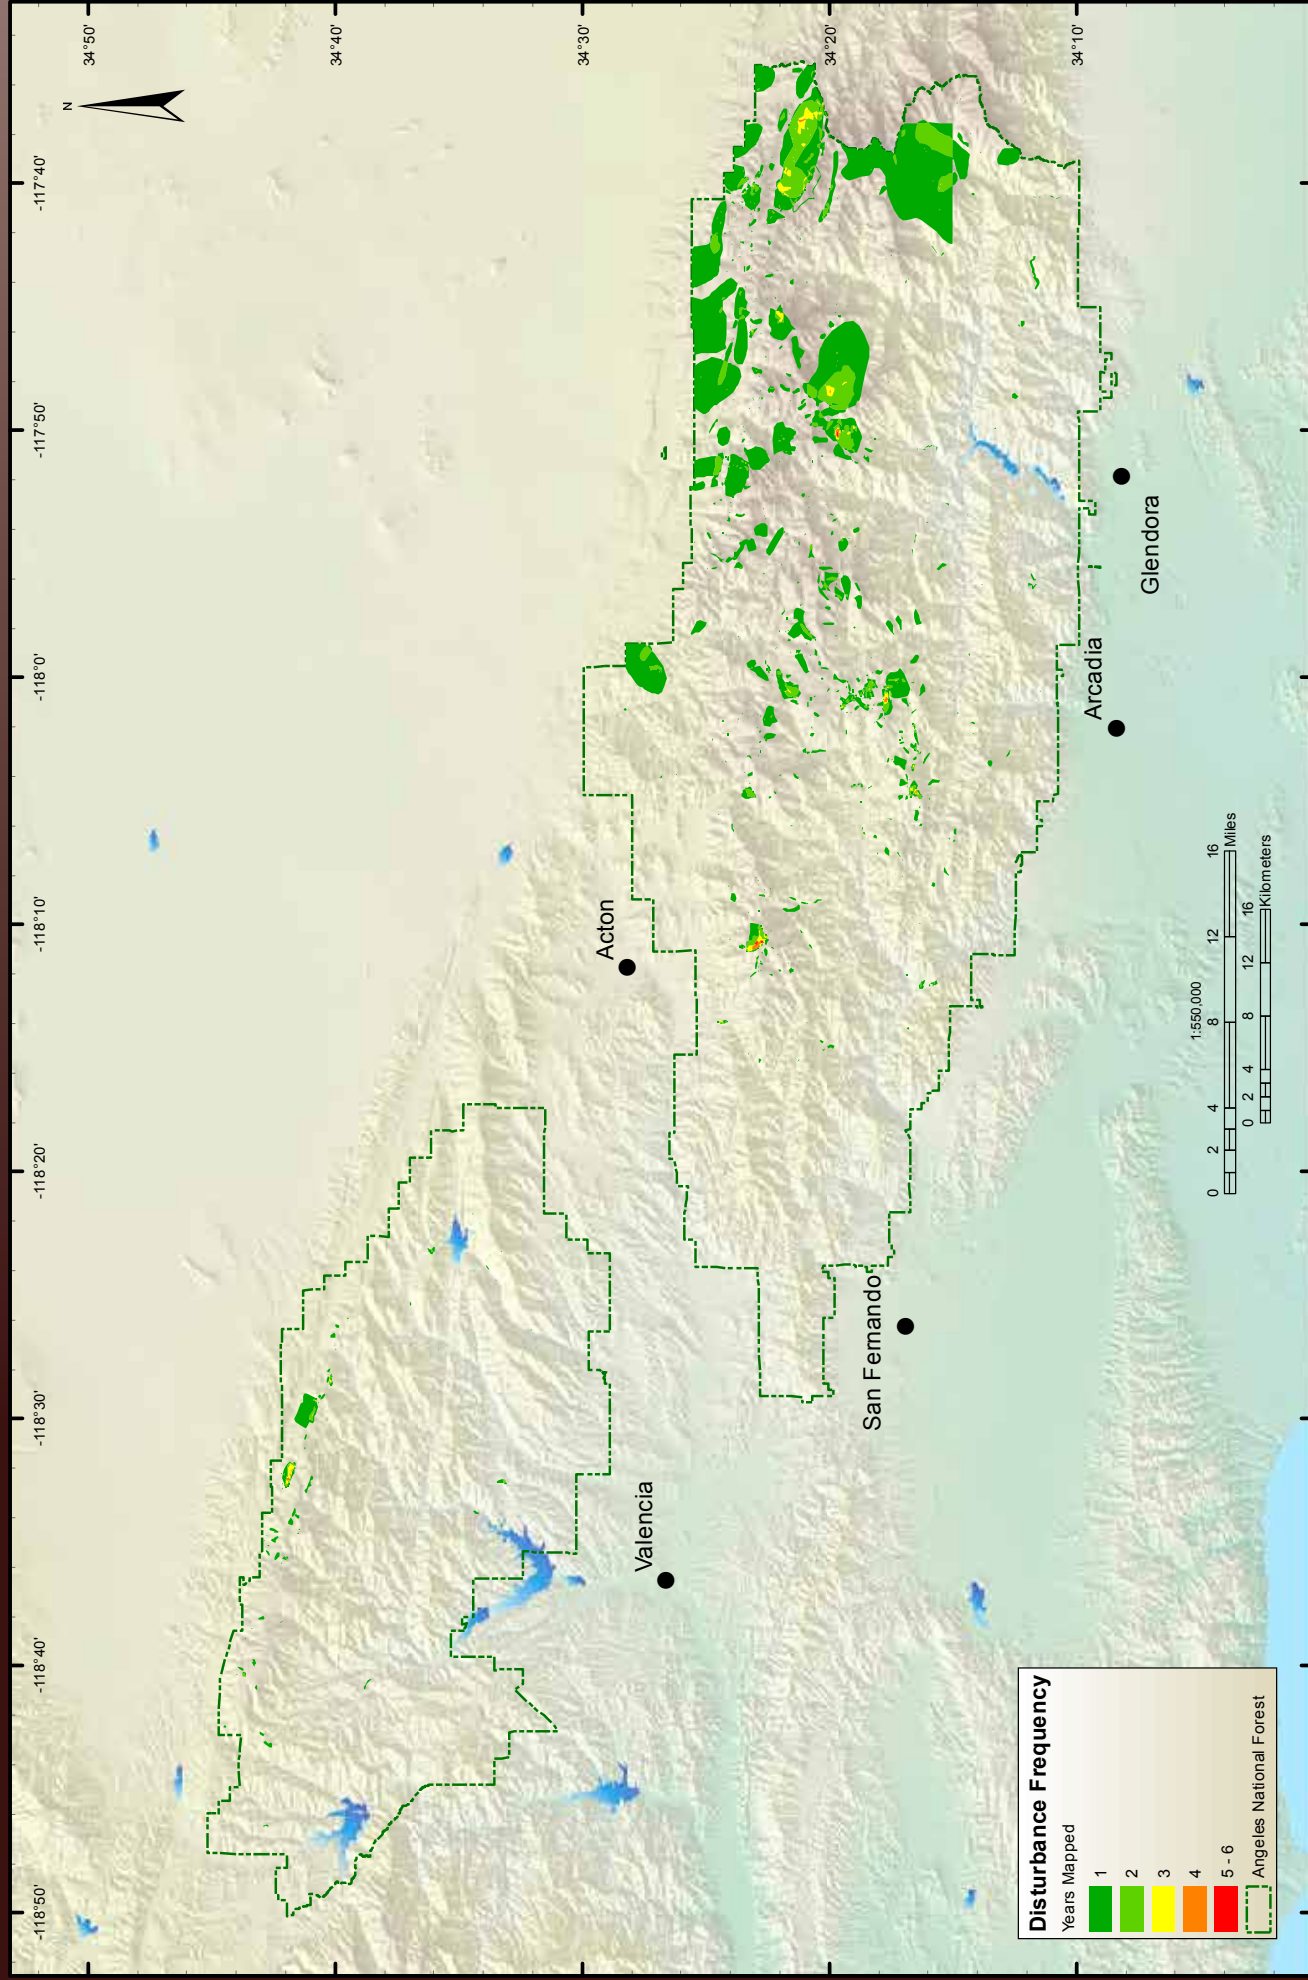 -118°50'
-118°40'
-118°30'
-118°20'
-118°10'
-118°0'
-117°50'
-117°40'
34°50'
34°40'
34°30'
34°20'
34°10'
N
Acton
Valencia
San Fernando
Arcadia
Glendora
Disturbance Frequency
Years Mapped
1
2
3
4
5 - 6
Angeles National Forest
1:550,000
0 2 4 8 12 16
Miles
0 2 4 8 12 16
Kilometers